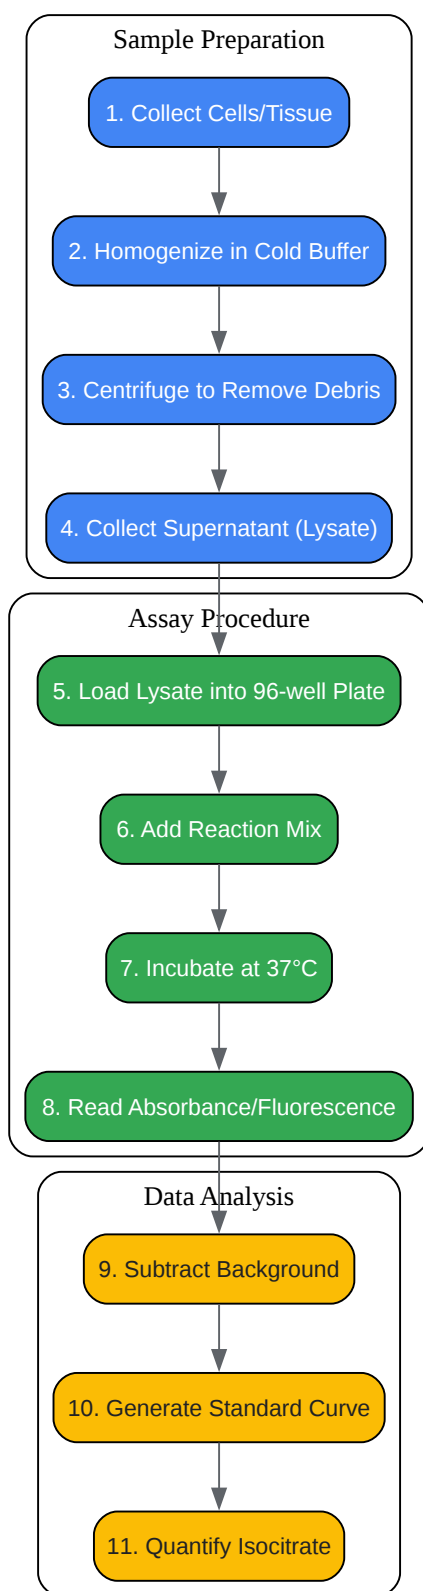 Sample Preparation
1. Collect Cells/Tissue
2. Homogenize in Cold Buffer
3. Centrifuge to Remove Debris
4. Collect Supernatant (Lysate)
Assay Procedure
5. Load Lysate into 96-well Plate
6. Add Reaction Mix
7. Incubate at 37°C
8. Read Absorbance/Fluorescence
Data Analysis
9. Subtract Background
10. Generate Standard Curve
11. Quantify Isocitrate